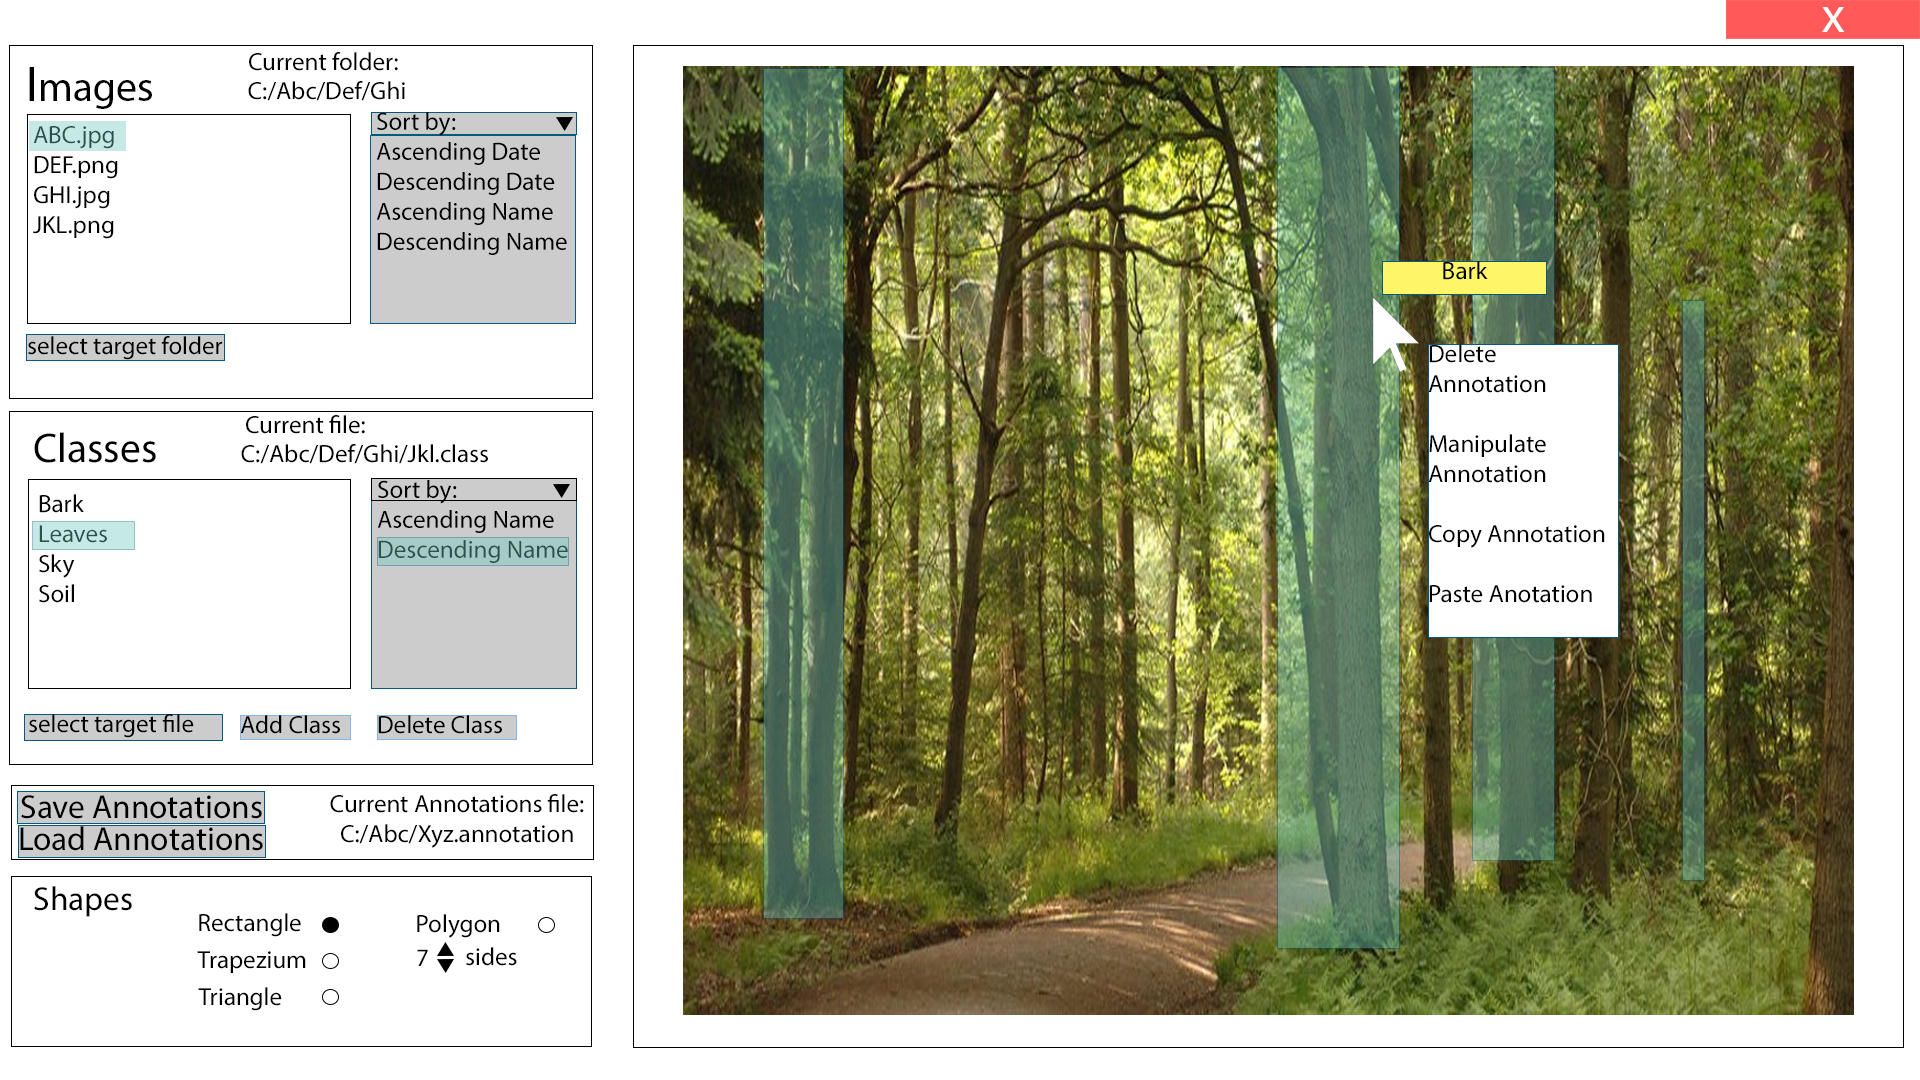 X
Images
Current folder:
C:/Abc/Def/Ghi
ABC.jpg
DEF.png
GHI.jpg
JKL.png
Sort by:
Ascending Date
Descending Date
Ascending Name
Descending Name
select target folder
Classes
Current file:
C:/Abc/Def/Ghi/Jkl.class
Bark
Leaves
Sky
Soil
Sort by:
Ascending Name
Descending Name
select target file
Add Class
Delete Class
Save Annotations
Load Annotations
Current Annotations file:
C:/Abc/Xyz.annotation
Shapes
Rectangle
Trapezium
Triangle
Polygon
7 sides
Bark
Delete
Annotation
Manipulate
Annotation
Copy Annotation
Paste Anotation